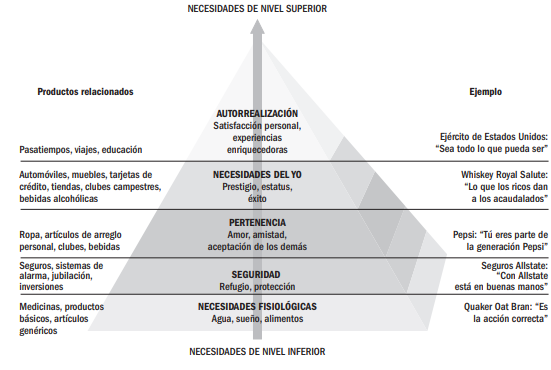 NECESIDADES DE NIVEL SUPERIOR
Productos relacionados
Ejemplo
AUTORREALIZACIÓN
Satisfacción personal,
experiencias
enriquecedoras
Pasatiempos, viajes, educación
Ejército de Estados Unidos:
“Sea todo lo que pueda ser”
Automóviles, muebles, tarjetas de
crédito, tiendas, clubes campestres,
bebidas alcohólicas
NECESIDADES DEL YO
Prestigio, estatus,
éxito
Whiskey Royal Salute:
“Lo que los ricos dan
a los acaudalados”
PERTENENCIA
Amor, amistad,
aceptación de los demás
Ropa, artículos de arreglo
personal, clubes, bebidas
Pepsi: “Tú eres parte de
la generación Pepsi”
Seguros, sistemas de
alarma, jubilación,
inversiones
SEGURIDAD
Refugio, protección
Seguros Allstate:
“Con Allstate
está en buenas manos”
Medicinas, productos
básicos, artículos
genéricos
NECESIDADES FISIOLÓGICAS
Agua, sueño, alimentos
Quaker Oat Bran: “Es
la acción correcta”
NECESIDADES DE NIVEL INFERIOR